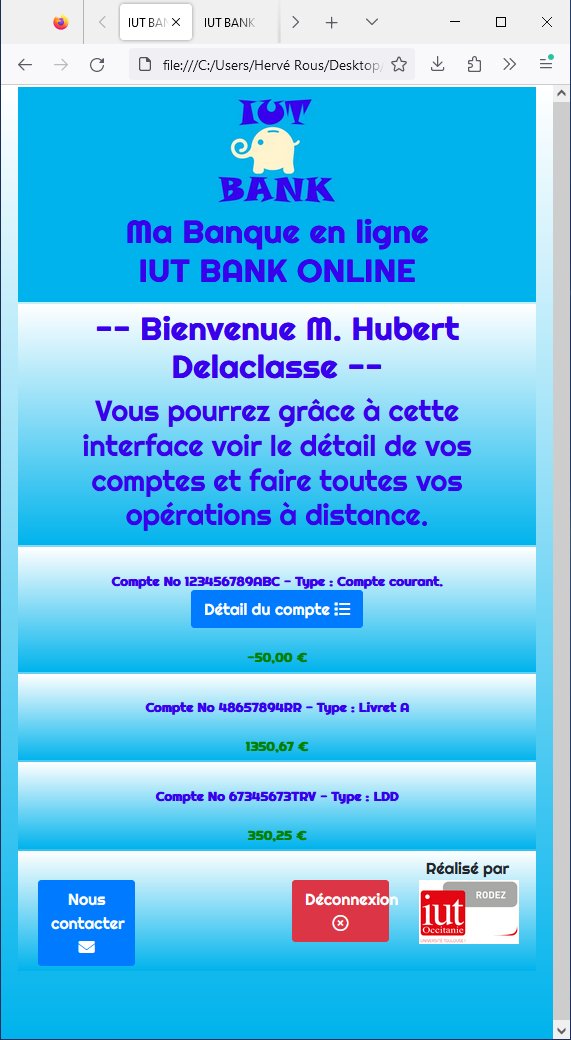 IUT BAN
IUT BANK
file:///C:/Users/Hervé Rous/Desktop/
IUT
BANK
Ma Banque en ligne
IUT BANK ONLINE
-- Bienvenue M. Hubert
Delaclasse --
Vous pourrez grâce à cette
interface voir le détail de vos
comptes et faire toutes vos
opérations à distance.
Compte No 123456789ABC - Type : Compte courant.
Détail du compte
-50,00 €
Compte No 48657894RR - Type : Livret A
1350,67 €
Compte No 67345673TRV - Type : LDD
350,25 €
Nous
contacter
Déconnexion
Réalisé par
RODEZ
iut
Occitanie
UNIVERSITÉ TOULOUSE